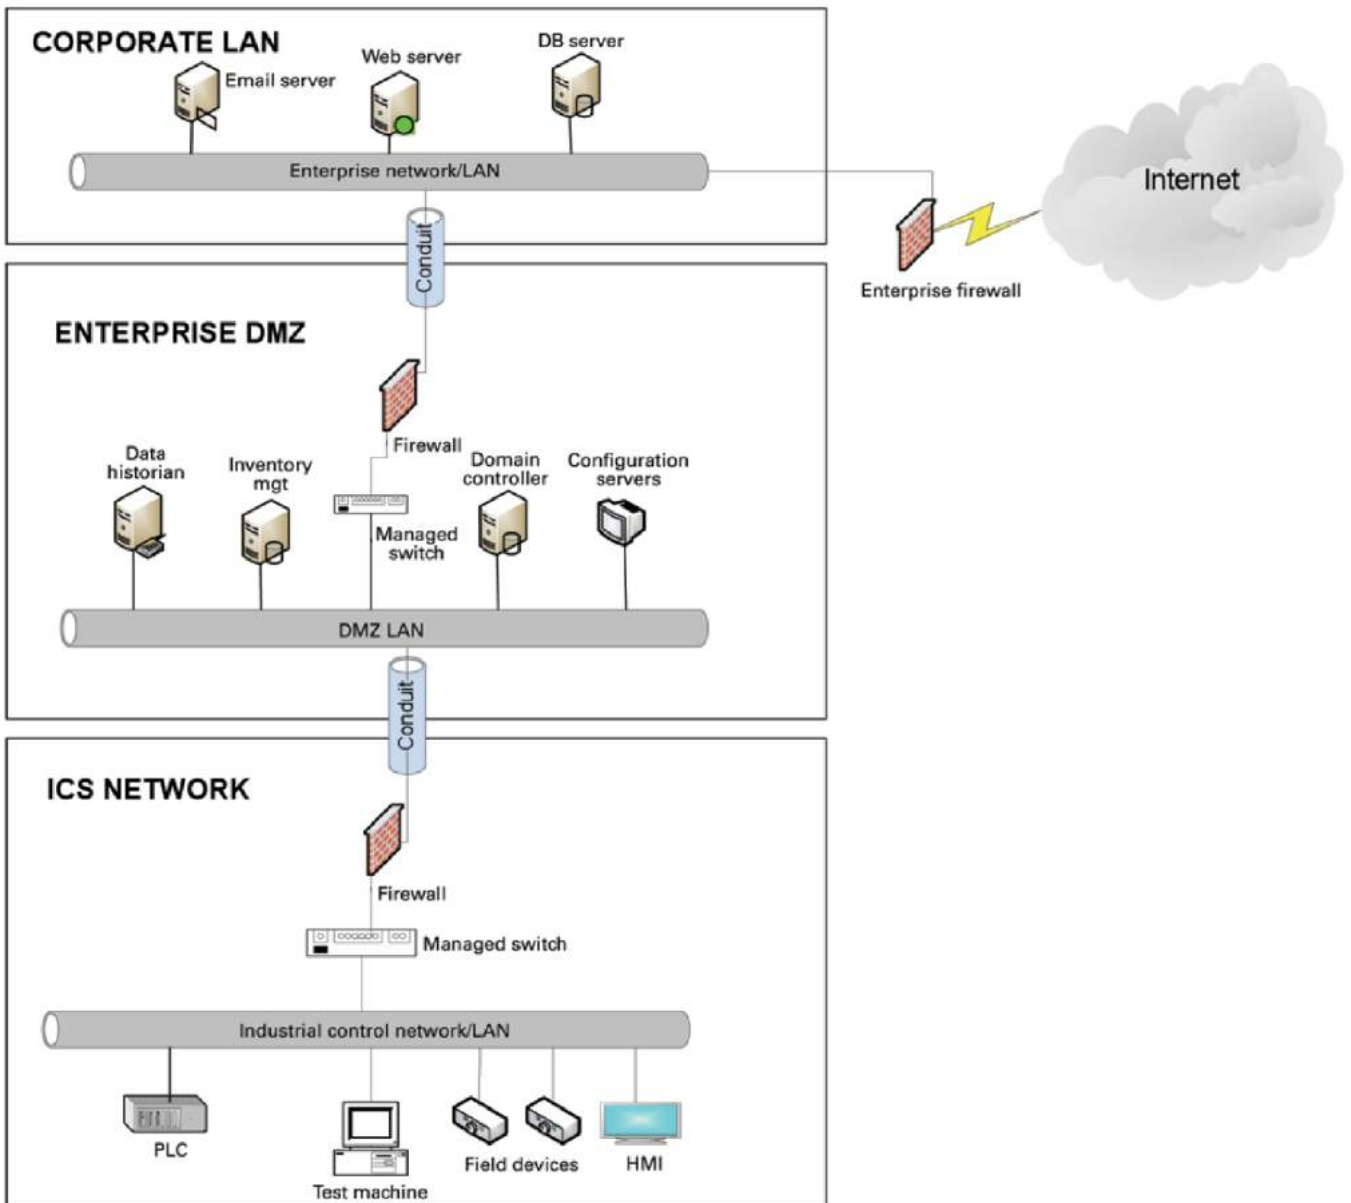 CORPORATE LAN
Email server
Web server
DB server
Enterprise network/LAN
Internet
Enterprise firewall
Conduit
ENTERPRISE DMZ
Firewall
Data
historian
Inventory
mgt
Managed
switch
Domain
controller
Configuration
servers
DMZ LAN
Conduit
ICS NETWORK
Firewall
Managed switch
Industrial control network/LAN
PLC
Test machine
Field devices
HMI